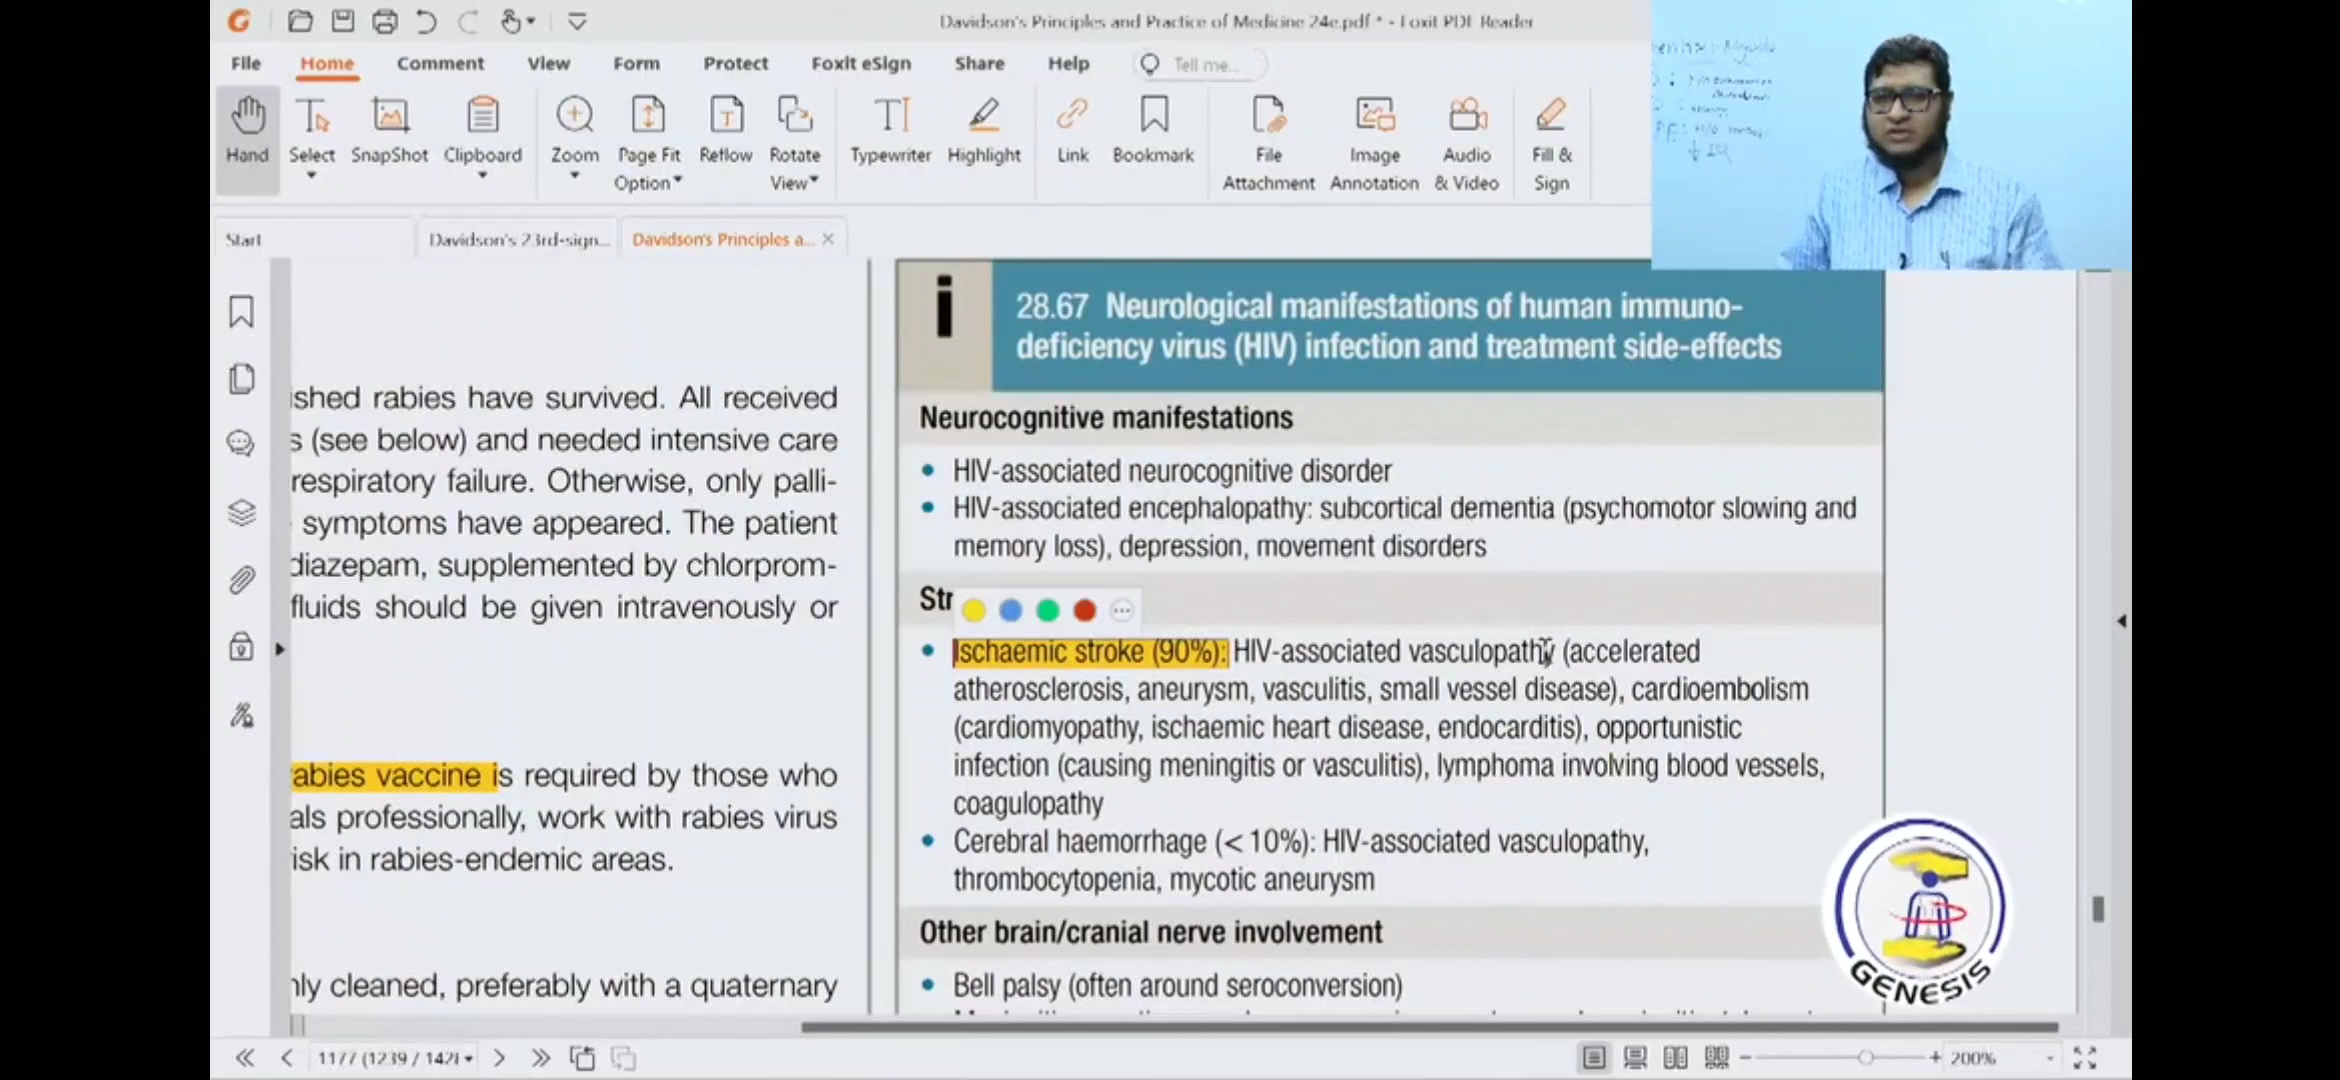 Davidson's Principles and Practice of Medicine 24e.pdf * - Foxit PDF Reader
File Home Comment View Form Protect Foxit eSign Share Help Tell me...
Hand Select SnapShot Clipboard Zoom Page Fit Option Reflow Rotate View Typewriter Highlight Link Bookmark File Attachment Image Annotation Audio & Video Fill & Sign
Start Davidson's 23rd-sign... Davidson's Principles a...
ished rabies have survived. All received
s (see below) and needed intensive care
respiratory failure. Otherwise, only palli-
symptoms have appeared. The patient
diazepam, supplemented by chlorprom-
fluids should be given intravenously or
abies vaccine is required by those who
als professionally, work with rabies virus
isk in rabies-endemic areas.
nly cleaned, preferably with a quaternary
i
28.67 Neurological manifestations of human immuno-
deficiency virus (HIV) infection and treatment side-effects
Neurocognitive manifestations
• HIV-associated neurocognitive disorder
• HIV-associated encephalopathy: subcortical dementia (psychomotor slowing and
memory loss), depression, movement disorders
Str
• Ischaemic stroke (90%): HIV-associated vasculopathy (accelerated
atherosclerosis, aneurysm, vasculitis, small vessel disease), cardioembolism
(cardiomyopathy, ischaemic heart disease, endocarditis), opportunistic
infection (causing meningitis or vasculitis), lymphoma involving blood vessels,
coagulopathy
• Cerebral haemorrhage (< 10%): HIV-associated vasculopathy,
thrombocytopenia, mycotic aneurysm
Other brain/cranial nerve involvement
• Bell palsy (often around seroconversion)
GENESIS
1177 (1239 / 142
200%